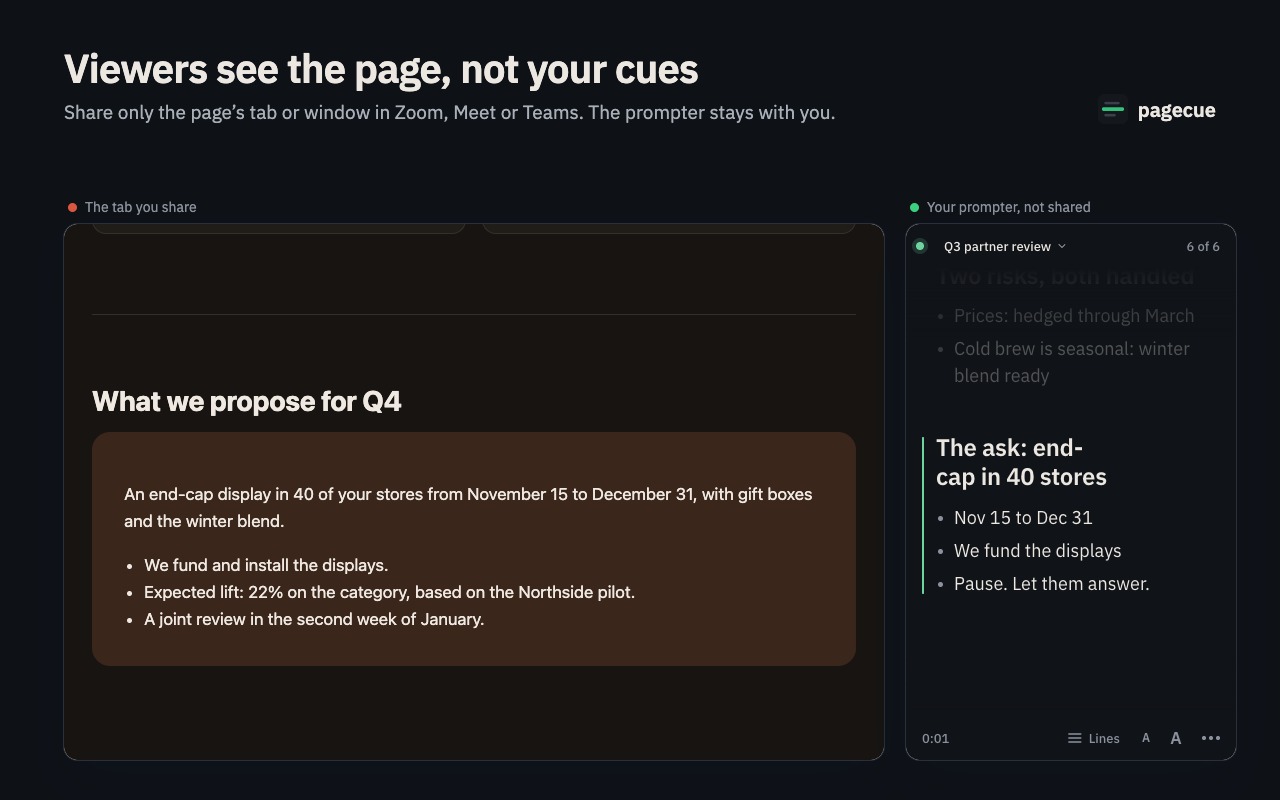 Viewers see the page, not your cues
Share only the page’s tab or window in Zoom, Meet or Teams. The prompter stays with you.
pagecue
The tab you share
What we propose for Q4
An end-cap display in 40 of your stores from November 15 to December 31, with gift boxes
and the winter blend.
• We fund and install the displays.
• Expected lift: 22% on the category, based on the Northside pilot.
• A joint review in the second week of January.
Your prompter, not shared
Q3 partner review
6 of 6
Two risks, both handled
• Prices: hedged through March
• Cold brew is seasonal: winter
blend ready
The ask: end-
cap in 40 stores
• Nov 15 to Dec 31
• We fund the displays
• Pause. Let them answer.
0:01
Lines
A
A